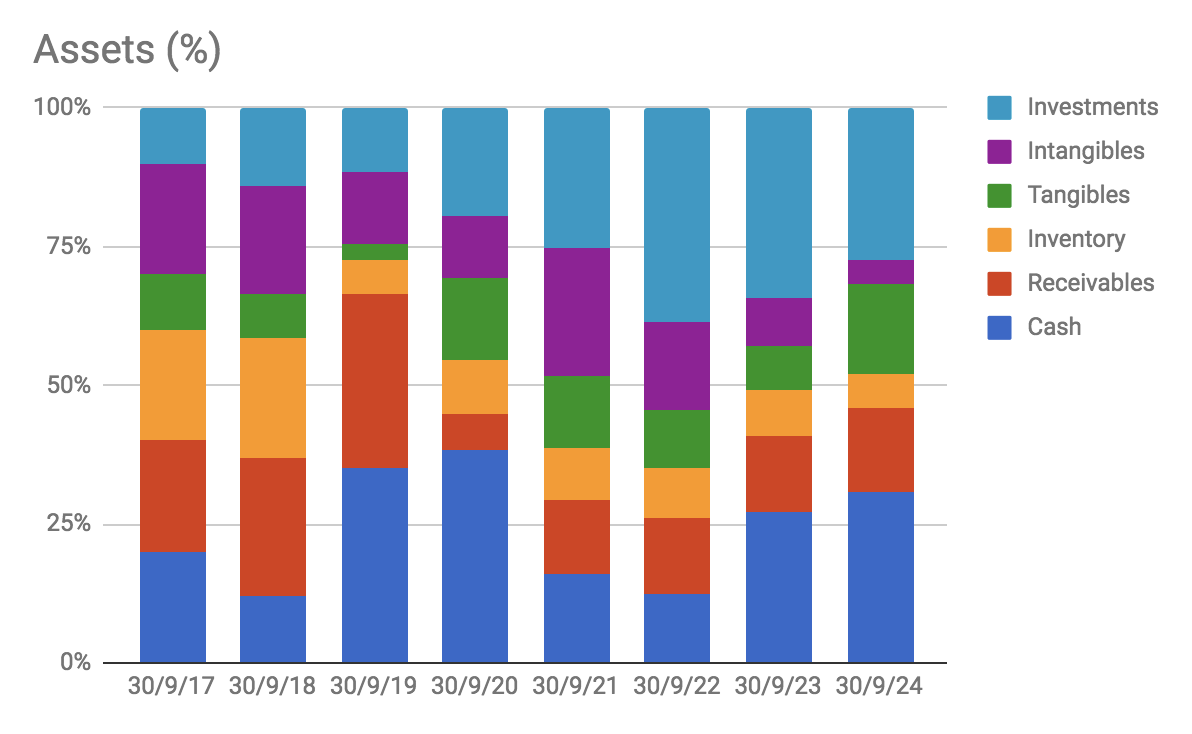 Assets (%)
100%
75%
50%
25%
0%
30/9/17 30/9/18 30/9/19 30/9/20 30/9/21 30/9/22 30/9/23 30/9/24
Investments
Intangibles
Tangibles
Inventory
Receivables
Cash